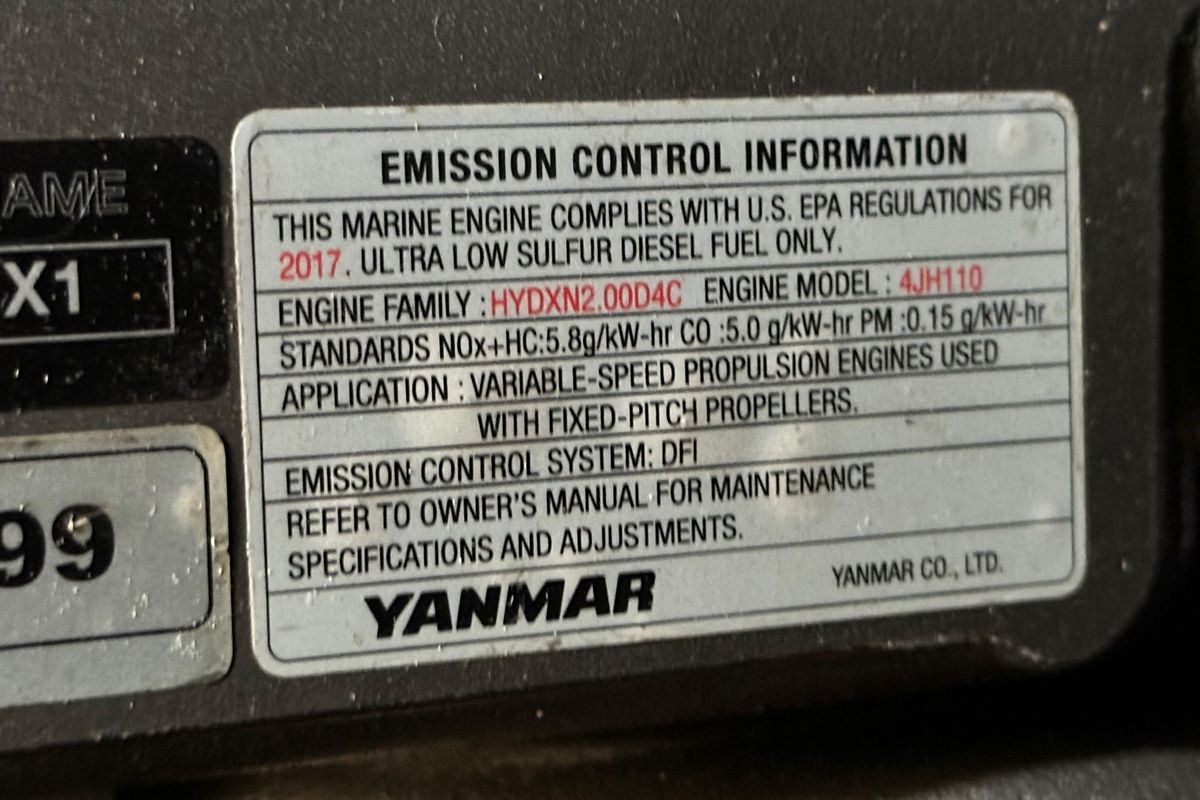 EMISSION CONTROL INFORMATION
THIS MARINE ENGINE COMPLIES WITH U.S. EPA REGULATIONS FOR
2017. ULTRA LOW SULFUR DIESEL FUEL ONLY.
ENGINE FAMILY : HYDXN2.00D4C ENGINE MODEL : 4JH110
STANDARDS NOx+HC:5.8g/kW-hr CO :5.0 g/kW-hr PM :0.15 g/kW-hr
APPLICATION : VARIABLE-SPEED PROPULSION ENGINES USED
WITH FIXED-PITCH PROPELLERS.
EMISSION CONTROL SYSTEM: DFI
REFER TO OWNER'S MANUAL FOR MAINTENANCE
SPECIFICATIONS AND ADJUSTMENTS.
YANMAR YANMAR CO., LTD.
AME
X1
99